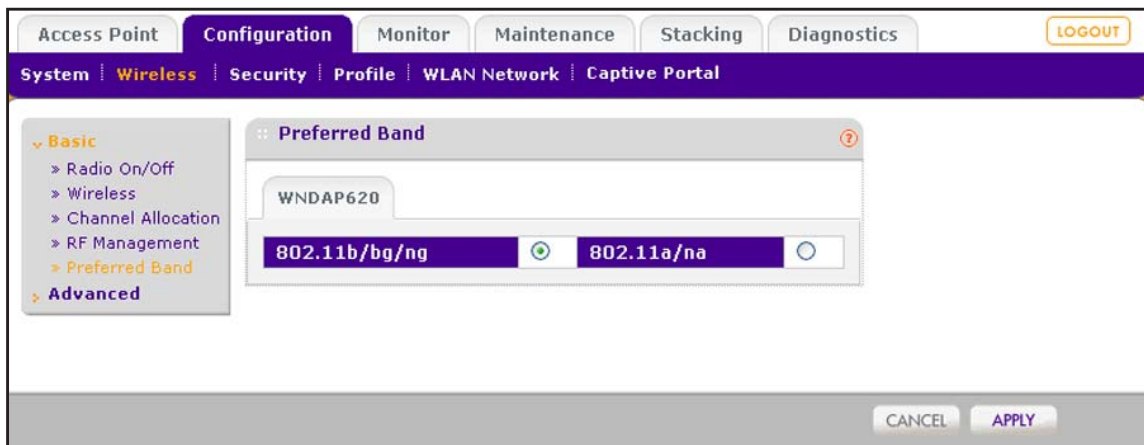 Access Point Configuration Monitor Maintenance Stacking Diagnostics LOGOUT
System Wireless Security Profile WLAN Network Captive Portal
Basic
» Radio On/Off
» Wireless
» Channel Allocation
» RF Management
» Preferred Band
Advanced
Preferred Band ?
WNDAP620
802.11b/bg/ng 802.11a/na
CANCEL APPLY